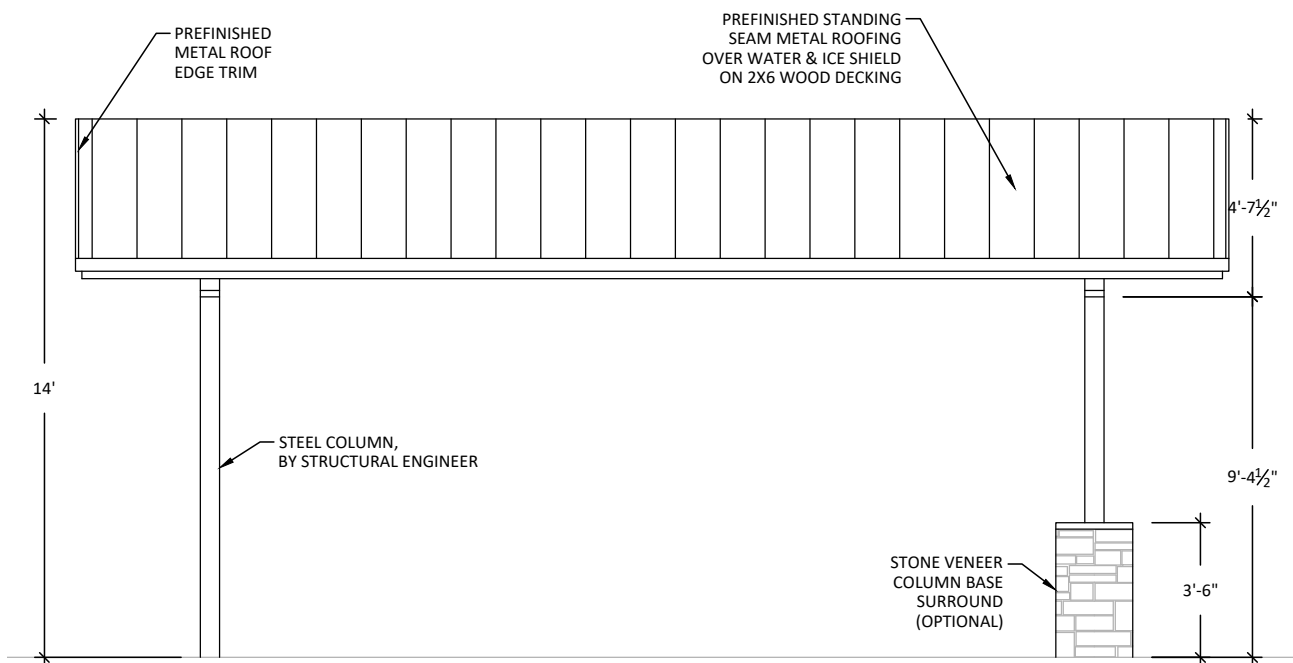 PREFINISHED
METAL ROOF
EDGE TRIM
PREFINISHED STANDING
SEAM METAL ROOFING
OVER WATER & ICE SHIELD
ON 2X6 WOOD DECKING
4'-7½"
14'
STEEL COLUMN,
BY STRUCTURAL ENGINEER
9'-4½"
STONE VENEER
COLUMN BASE
SURROUND
(OPTIONAL)
3'-6"